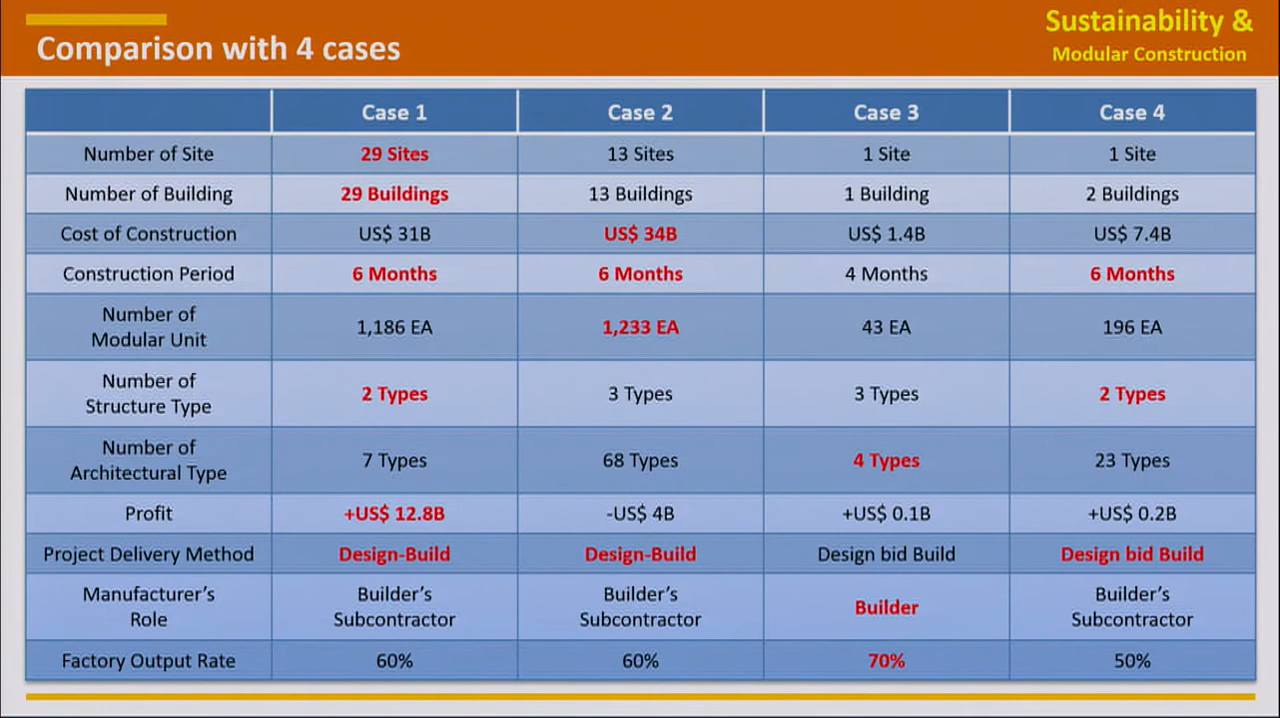 Sustainability &
Comparison with 4 cases
Modular Construction
Case 1 Case 2 Case 3 Case 4
Number of Site 29 Sites 13 Sites 1 Site 1 Site
Number of Building 29 Buildings 13 Buildings 1 Building 2 Buildings
Cost of Construction US$ 31B US$ 34B US$ 1.4B US$ 7.4B
Construction Period 6 Months 6 Months 4 Months 6 Months
Number of
Modular Unit 1,186 EA 1,233 EA 43 EA 196 EA
Number of
Structure Type 2 Types 3 Types 3 Types 2 Types
Number of
Architectural Type 7 Types 68 Types 4 Types 23 Types
Profit +US$ 12.8B -US$ 4B +US$ 0.1B +US$ 0.2B
Project Delivery Method Design-Build Design-Build Design bid Build Design bid Build
Manufacturer's Builder's Builder's Builder Builder's
Role Subcontractor Subcontractor Subcontractor
Factory Output Rate 60% 60% 70% 50%